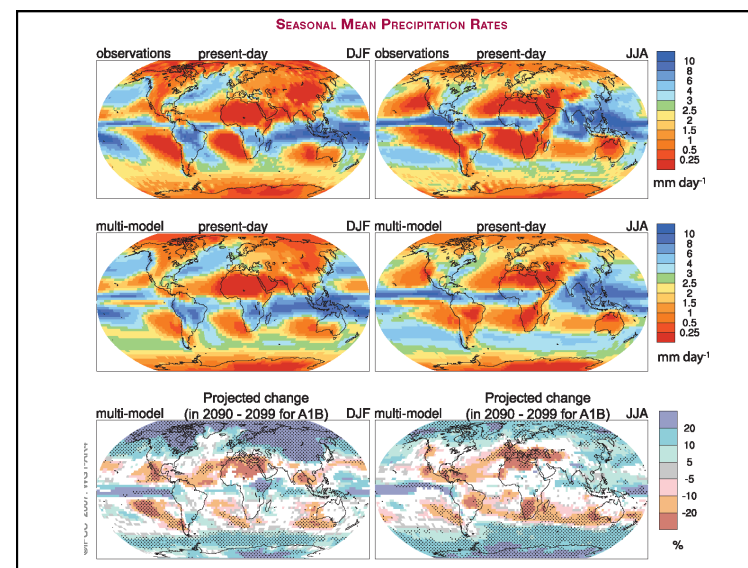 SEASONAL MEAN PRECIPITATION RATES
observations present-day DJF
observations present-day JJA
10
8
6
4
3
2.5
2
1.5
1
0.5
0.25
mm day-1
multi-model present-day DJF
multi-model present-day JJA
10
8
6
4
3
2.5
2
1.5
1
0.5
0.25
mm day-1
Projected change
(in 2090 - 2099 for A1B)
multi-model DJF
Projected change
(in 2090 - 2099 for A1B)
multi-model JJA
20
10
5
-5
-10
-20
%
2007: